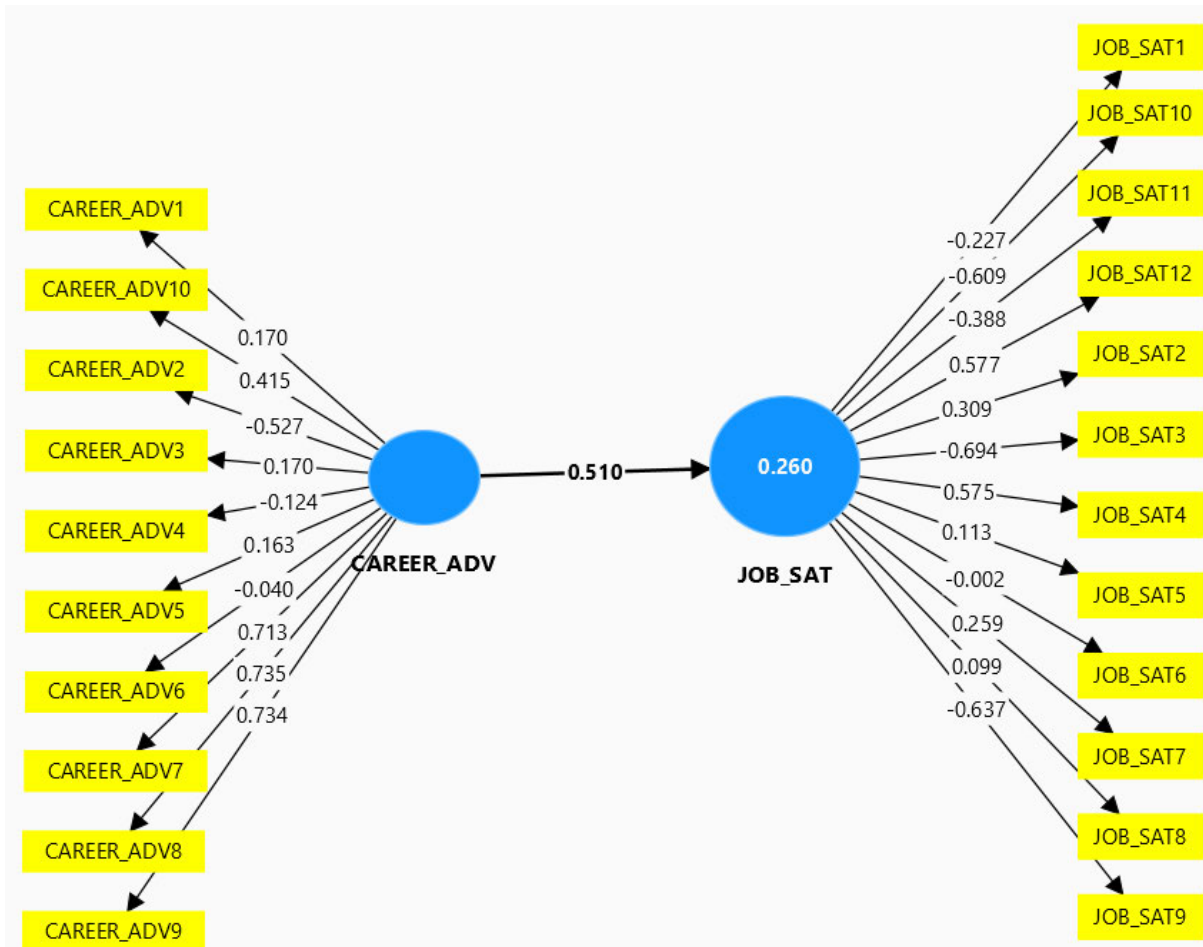 CAREER_ADV1
CAREER_ADV10
CAREER_ADV2
CAREER_ADV3
CAREER_ADV4
CAREER_ADV5
CAREER_ADV6
CAREER_ADV7
CAREER_ADV8
CAREER_ADV9
0.170
0.415
-0.527
0.170
-0.124
0.163
-0.040
0.713
0.735
0.734
CAREER_ADV
0.510
0.260
JOB_SAT
-0.227
-0.609
-0.388
0.577
0.309
-0.694
0.575
0.113
-0.002
0.259
0.099
-0.637
JOB_SAT1
JOB_SAT10
JOB_SAT11
JOB_SAT12
JOB_SAT2
JOB_SAT3
JOB_SAT4
JOB_SAT5
JOB_SAT6
JOB_SAT7
JOB_SAT8
JOB_SAT9